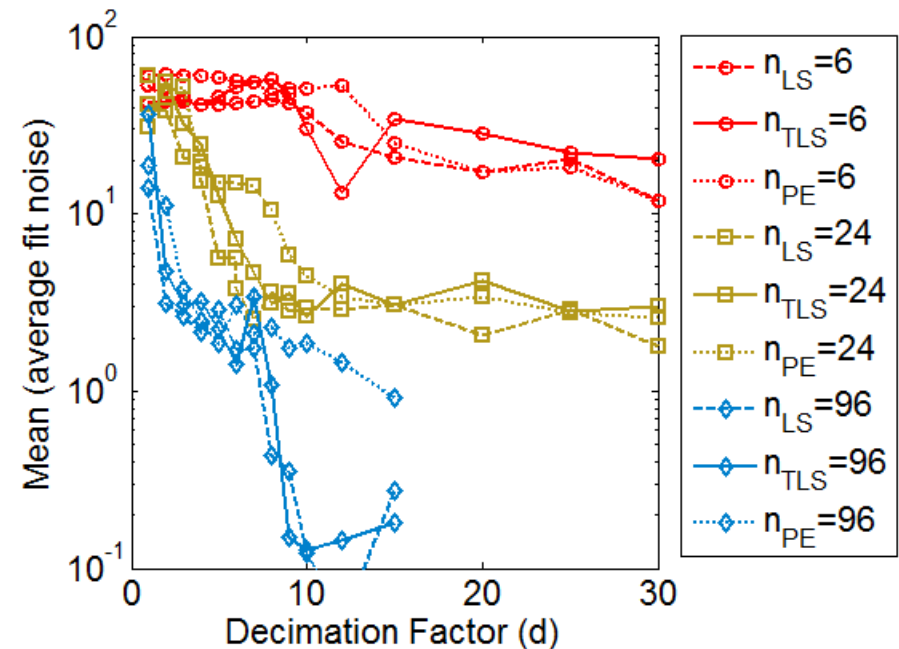 10^2
10^1
10^0
10^-1
Mean (average fit noise)
0 10 20 30
Decimation Factor (d)
n_LS=6
n_TLS=6
n_PE=6
n_LS=24
n_TLS=24
n_PE=24
n_LS=96
n_TLS=96
n_PE=96